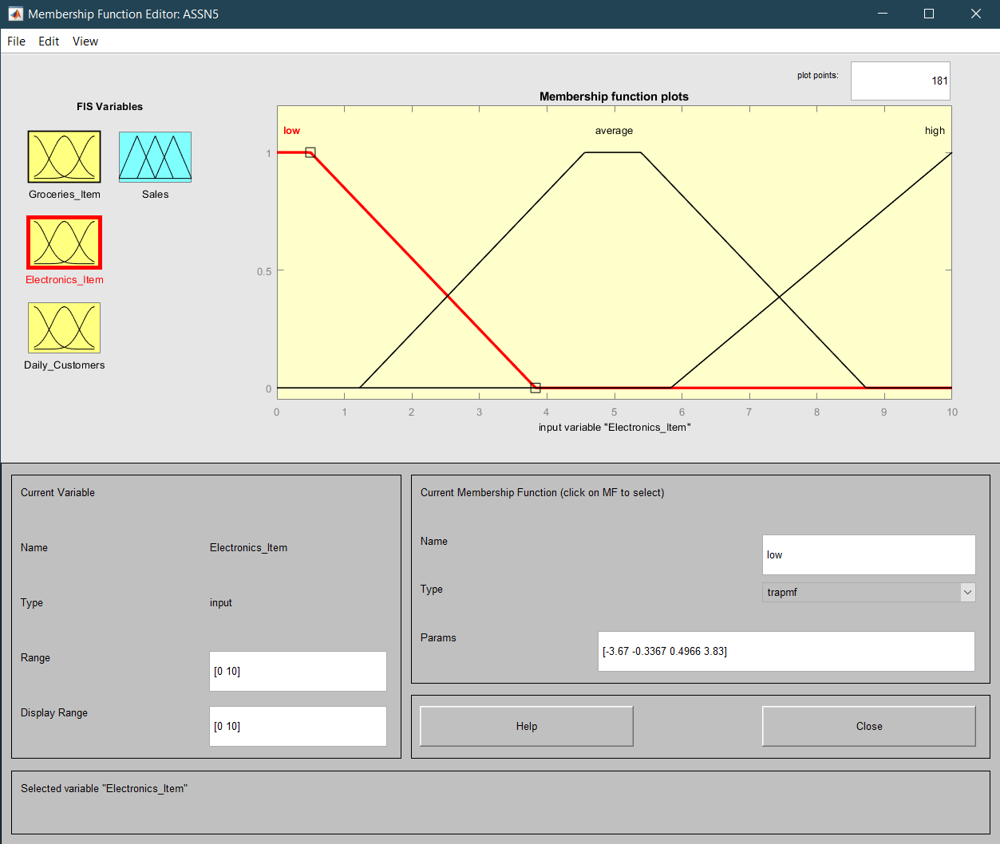 Membership Function Editor: ASSN5
File Edit View
plot points:
181
FIS Variables
Groceries_Item
Sales
Electronics_Item
Daily_Customers
Membership function plots
low
average
high
1
0.5
0
0 1 2 3 4 5 6 7 8 9 10
input variable "Electronics_Item"
Current Variable
Name Electronics_Item
Type input
Range [0 10]
Display Range [0 10]
Current Membership Function (click on MF to select)
Name low
Type trapmf
Params [-3.67 -0.3367 0.4966 3.83]
Help Close
Selected variable "Electronics_Item"